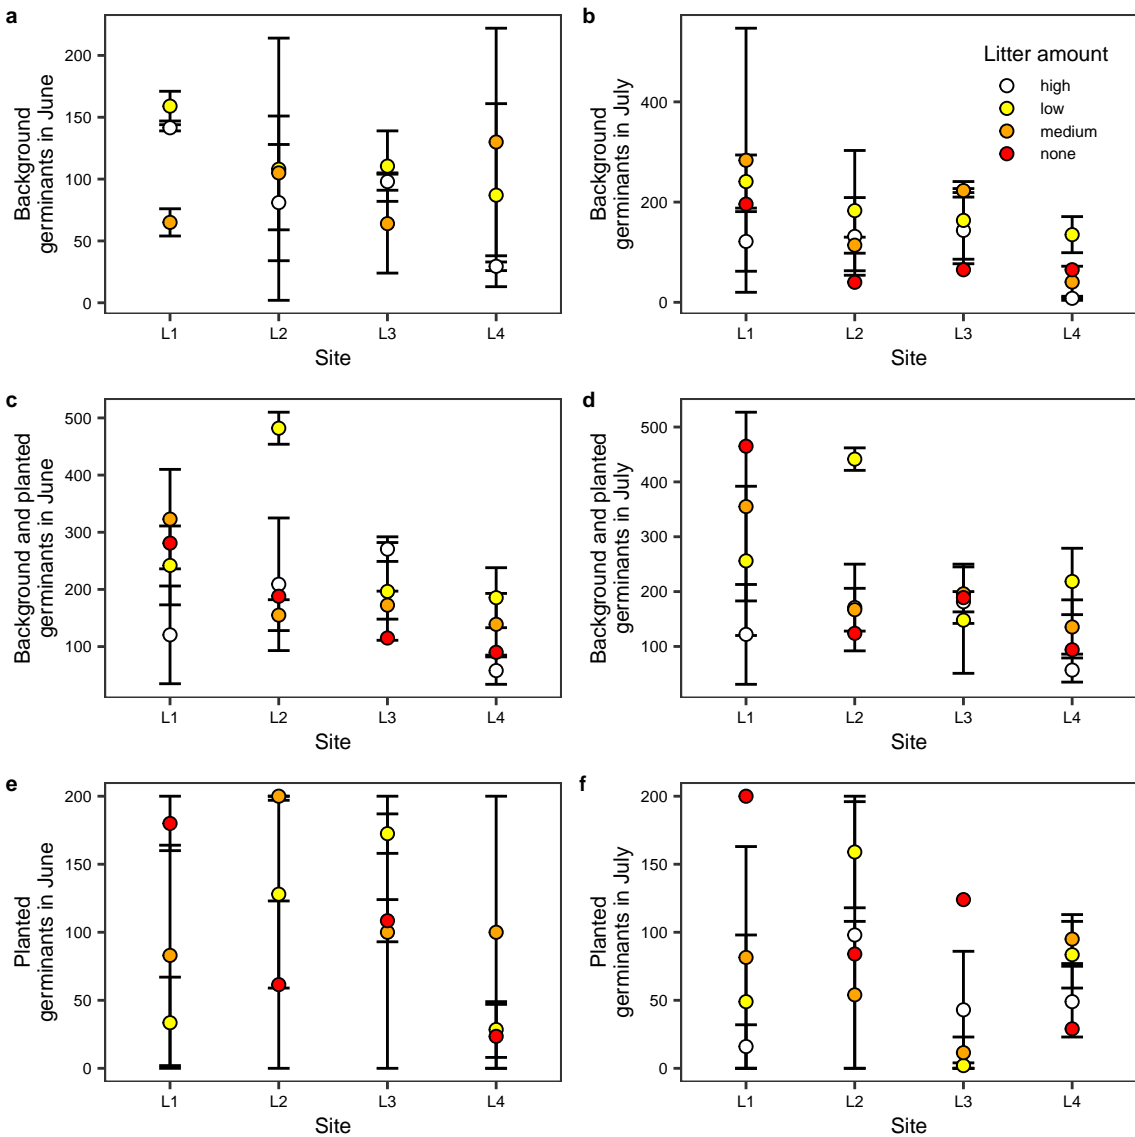 a
Background
germinants in June
200
150
100
50
0
L1 L2 L3 L4
Site
b
Background
germinants in July
400
200
0
L1 L2 L3 L4
Site
Litter amount
high
low
medium
none
c
Background and planted
germinants in June
500
400
300
200
100
L1 L2 L3 L4
Site
d
Background and planted
germinants in July
500
400
300
200
100
L1 L2 L3 L4
Site
e
Planted
germinants in June
200
150
100
50
0
L1 L2 L3 L4
Site
f
Planted
germinants in July
200
150
100
50
0
L1 L2 L3 L4
Site